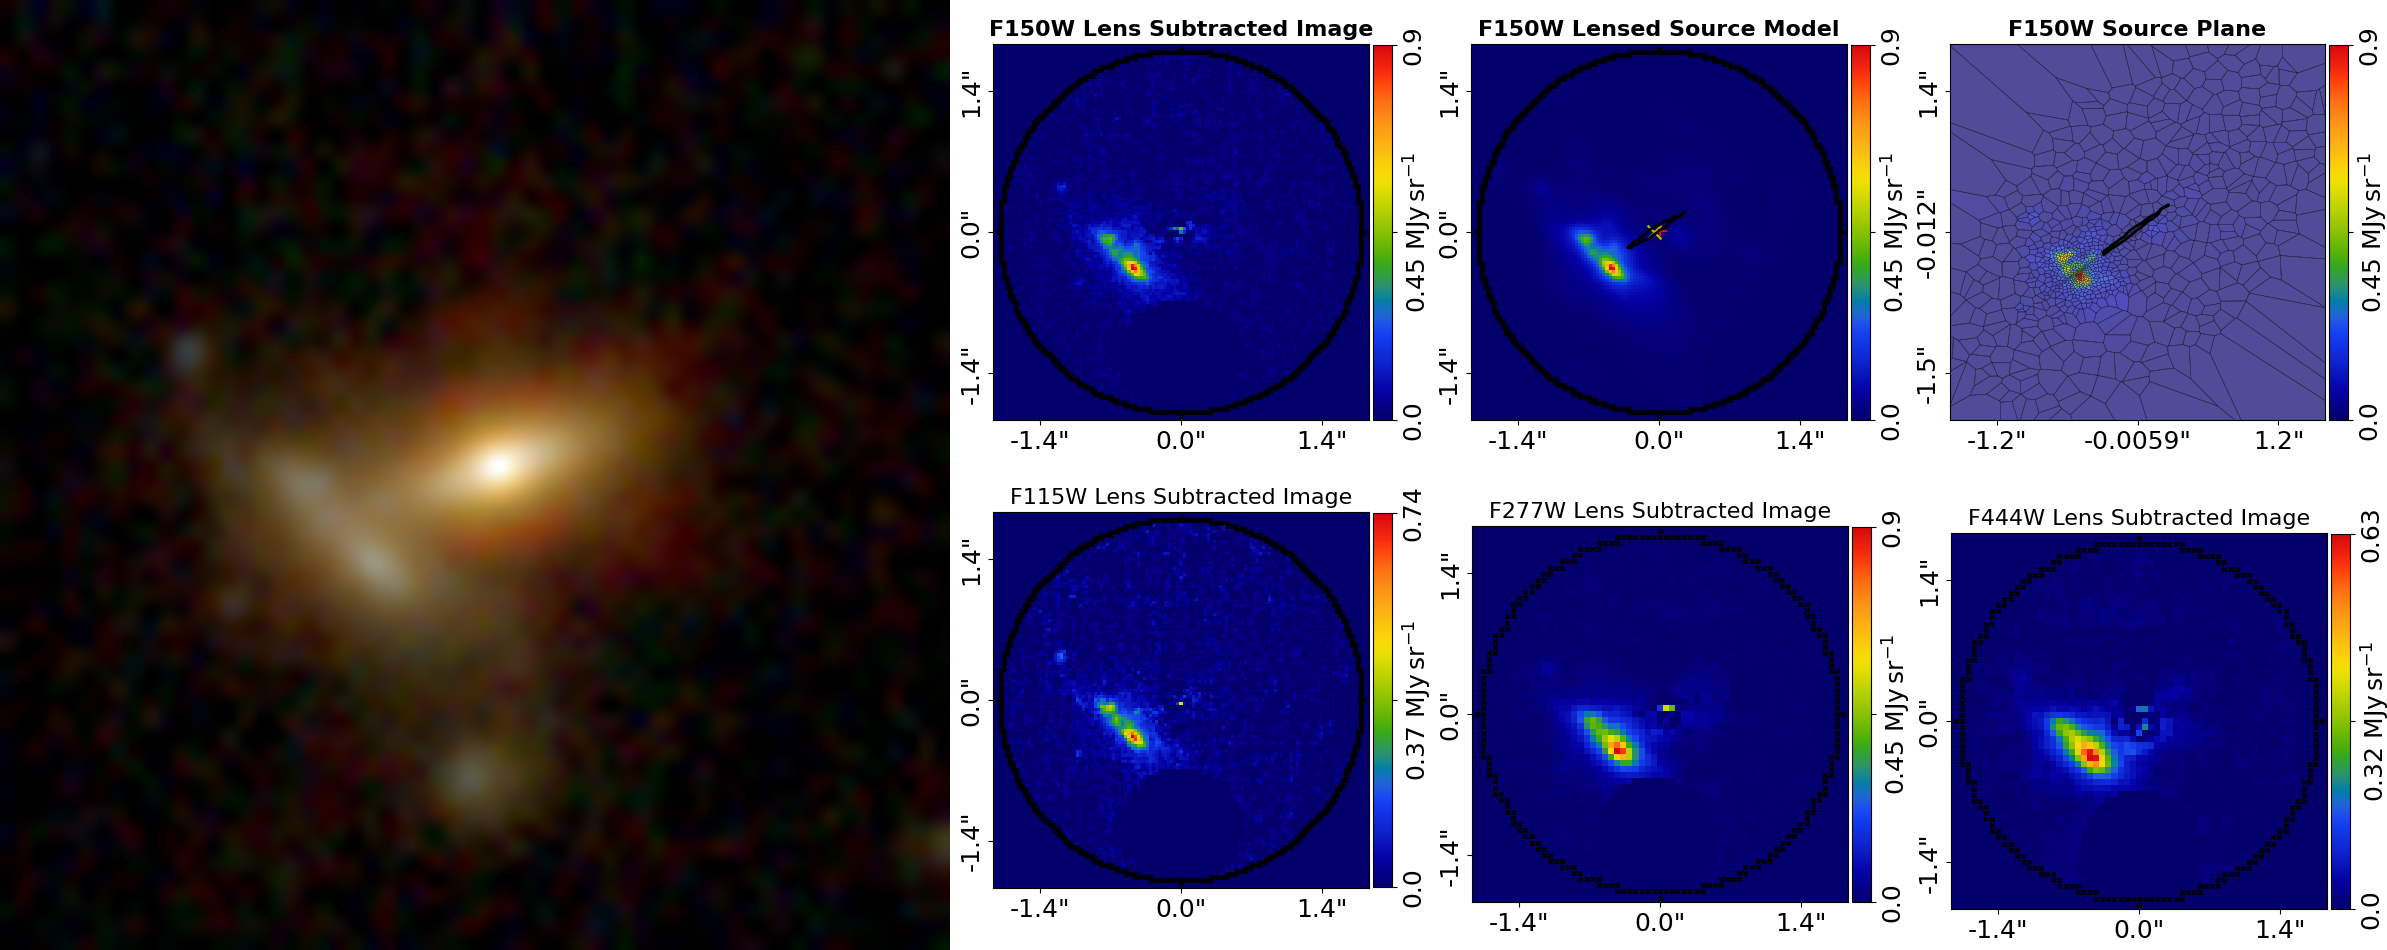 F150W Lens Subtracted Image
1.4"
0.0"
-1.4"
-1.4" 0.0" 1.4"
0.9
0.45 MJy sr−1
0.0
F150W Lensed Source Model
1.4"
0.0"
-1.4"
-1.4" 0.0" 1.4"
0.9
0.45 MJy sr−1
0.0
F150W Source Plane
1.4"
-0.012"
-1.5"
-1.2" -0.0059" 1.2"
0.9
0.45 MJy sr−1
0.0
F115W Lens Subtracted Image
1.4"
0.0"
-1.4"
-1.4" 0.0" 1.4"
0.74
0.37 MJy sr−1
0.0
F277W Lens Subtracted Image
1.4"
0.0"
-1.4"
-1.4" 0.0" 1.4"
0.9
0.45 MJy sr−1
0.0
F444W Lens Subtracted Image
1.4"
0.0"
-1.4"
-1.4" 0.0" 1.4"
0.63
0.32 MJy sr−1
0.0